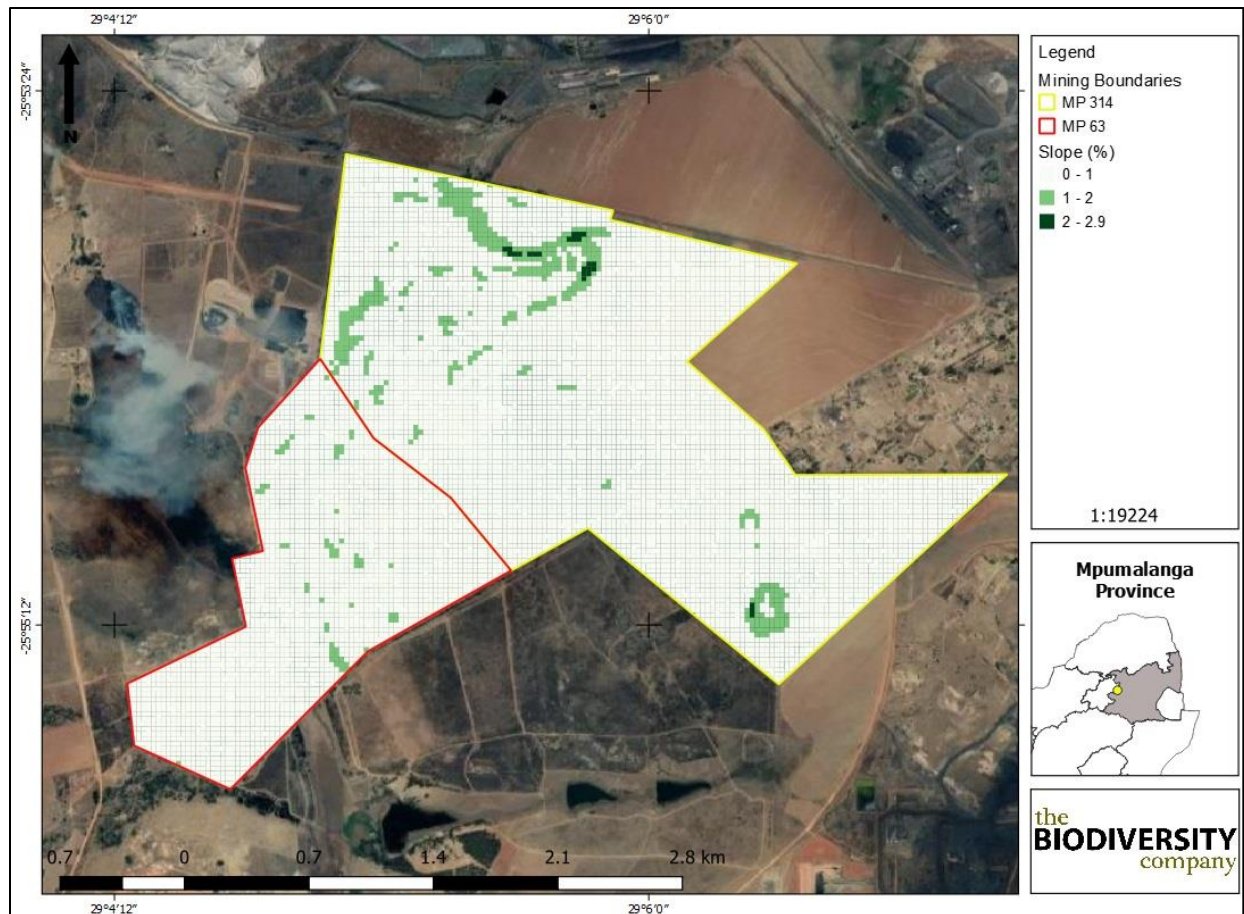 29°4'12"
29°6'0"
-25°53'24"
-25°55'12"
N
0.7
0
0.7
1.4
2.1
2.8 km
29°4'12"
29°6'0"
Legend
Mining Boundaries
MP 314
MP 63
Slope (%)
0 - 1
1 - 2
2 - 2.9
1:19224
Mpumalanga
Province
the
BIODIVERSITY
company